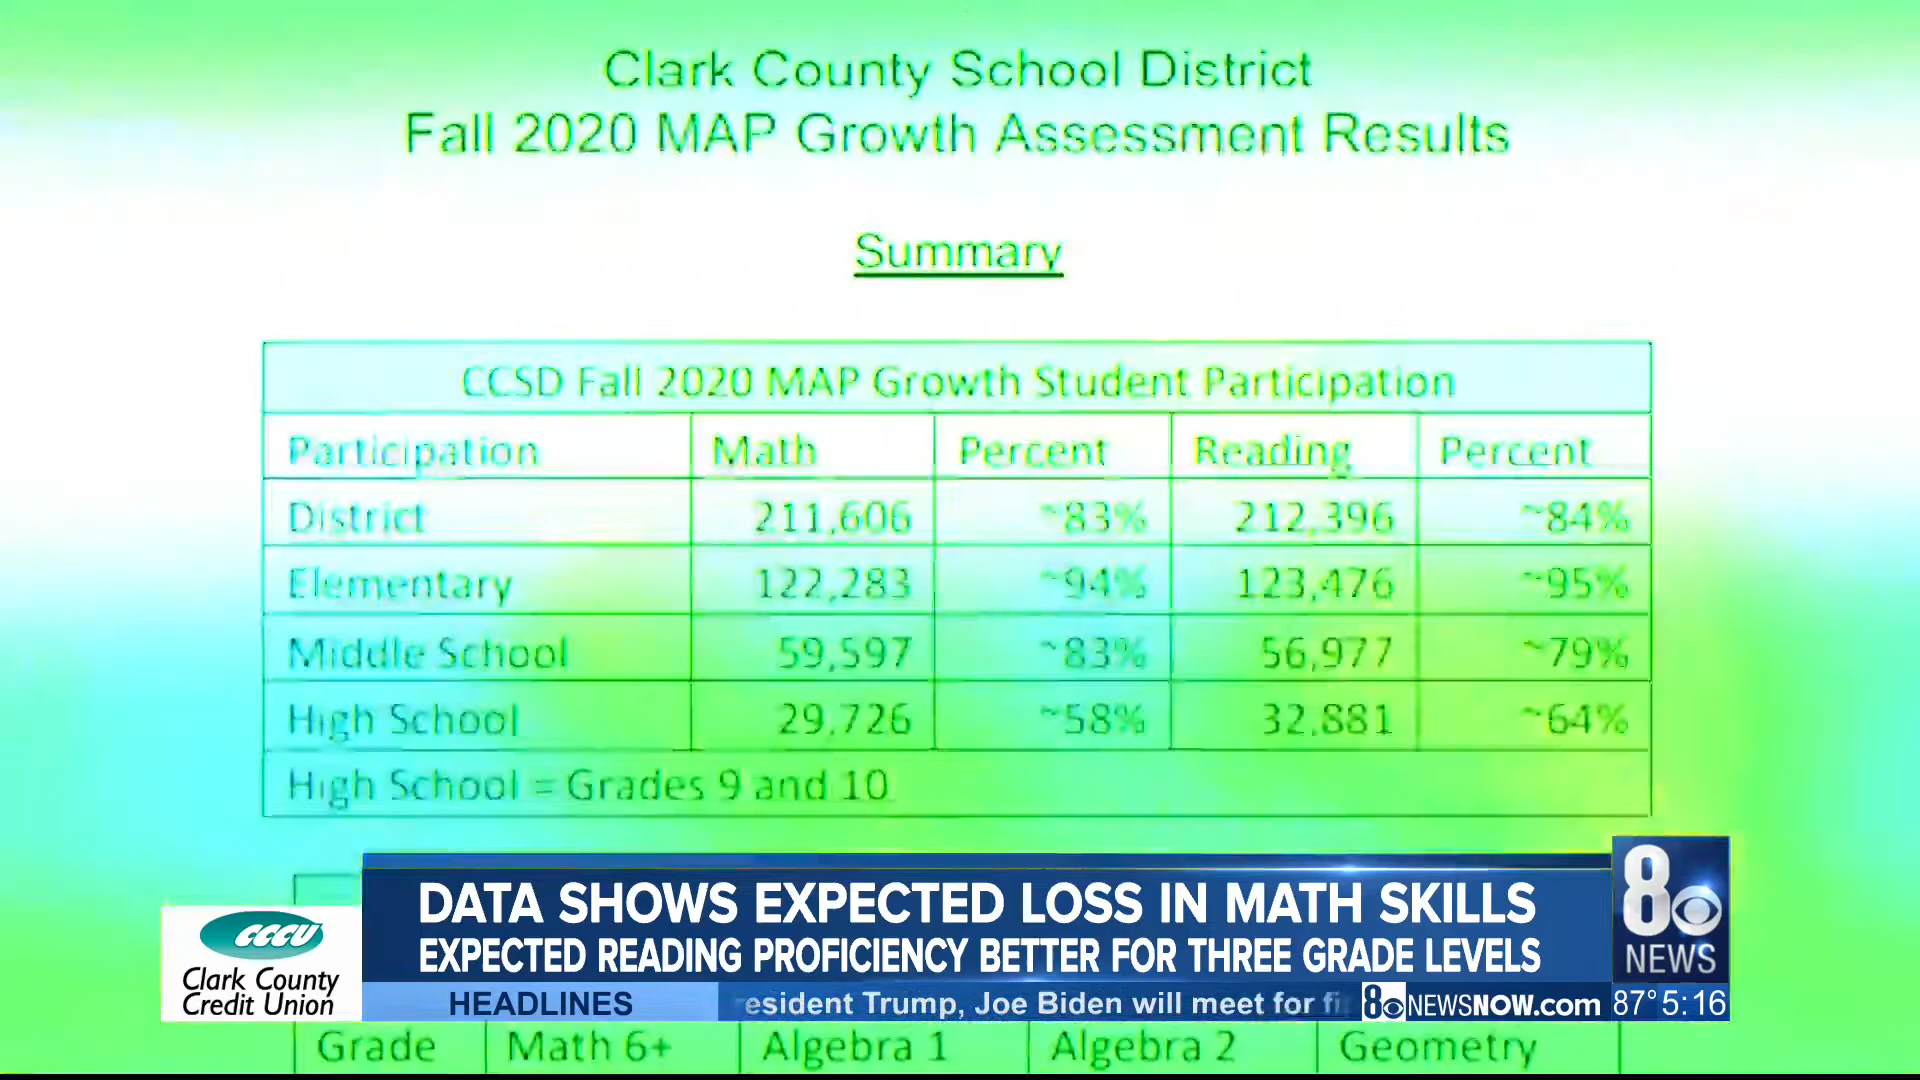 Clark County School District
Fall 2020 MAP Growth Assessment Results
Summary
CCSD Fall 2020 MAP Growth Student Participation
Participation Math Percent Reading Percent
District 211,606 ~83% 212,396 ~84%
Elementary 122,283 ~94% 123,476 ~95%
Middle School 59,597 ~83% 56,977 ~79%
High School 29,726 ~58% 32,881 ~64%
High School = Grades 9 and 10
DATA SHOWS EXPECTED LOSS IN MATH SKILLS
EXPECTED READING PROFICIENCY BETTER FOR THREE GRADE LEVELS
8 NEWS
CCCU
Clark County
Credit Union
HEADLINES esident Trump, Joe Biden will meet for fi 8NEWSNOW.com 87° 5:16
Grade Math 6+ Algebra 1 Algebra 2 Geometry